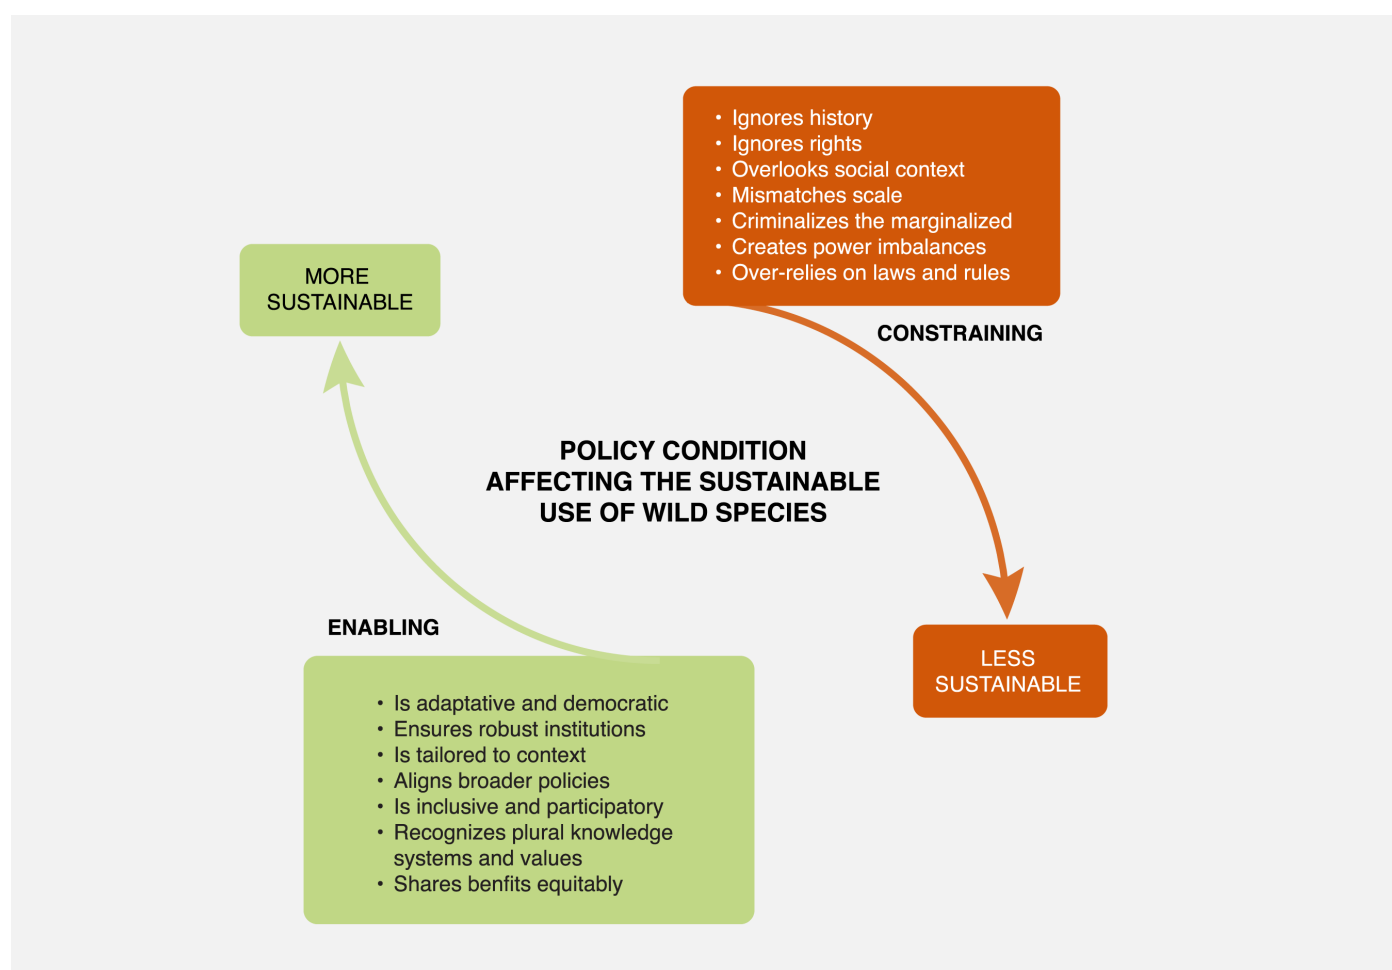 • Ignores history
• Ignores rights
• Overlooks social context
• Mismatches scale
• Criminalizes the marginalized
• Creates power imbalances
• Over-relies on laws and rules
MORE
SUSTAINABLE
CONSTRAINING
POLICY CONDITION
AFFECTING THE SUSTAINABLE
USE OF WILD SPECIES
ENABLING
LESS
SUSTAINABLE
• Is adaptative and democratic
• Ensures robust institutions
• Is tailored to context
• Aligns broader policies
• Is inclusive and participatory
• Recognizes plural knowledge
systems and values
• Shares benfits equitably